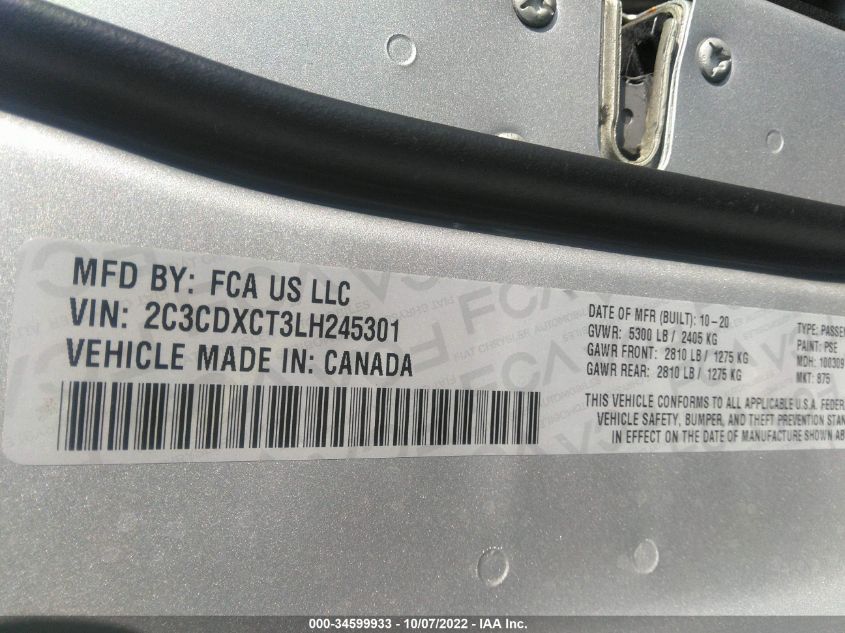 MFD BY: FCA US LLC
VIN: 2C3CDXCT3LH245301
VEHICLE MADE IN: CANADA
DATE OF MFR (BUILT): 10-20
GVWR: 5300 LB / 2405 KG
GAWR FRONT: 2810 LB / 1275 KG
GAWR REAR: 2810 LB / 1275 KG
TYPE: PASSEN
PAINT: PSE
MDH: 100309
MKT: 875
THIS VEHICLE CONFORMS TO ALL APPLICABLE U.S.A. FEDER
VEHICLE SAFETY, BUMPER, AND THEFT PREVENTION STAN
IN EFFECT ON THE DATE OF MANUFACTURE SHOWN AB
000-34599933 - 10/07/2022 - IAA Inc.